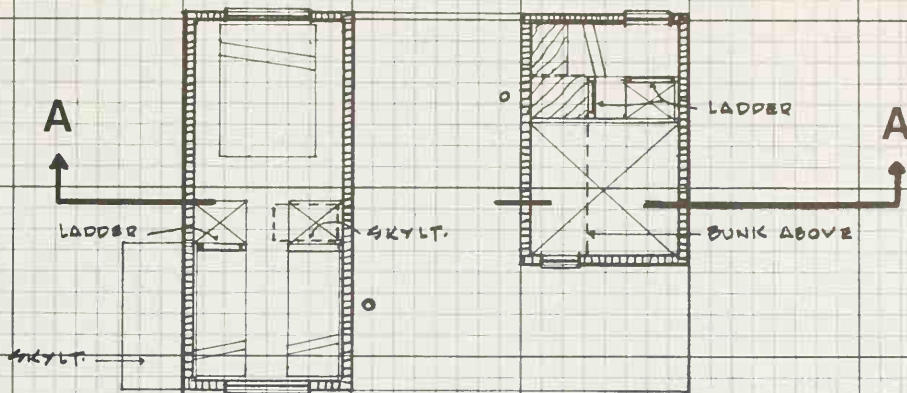 A
A
LADDER
LADDER
SKYLT.
BUNK ABOVE
SKYLT.